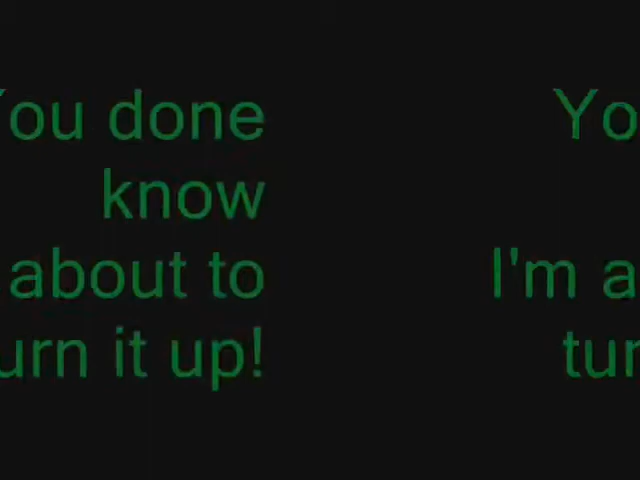 You done
know
about to
urn it up!
Yo
I'm a
tur